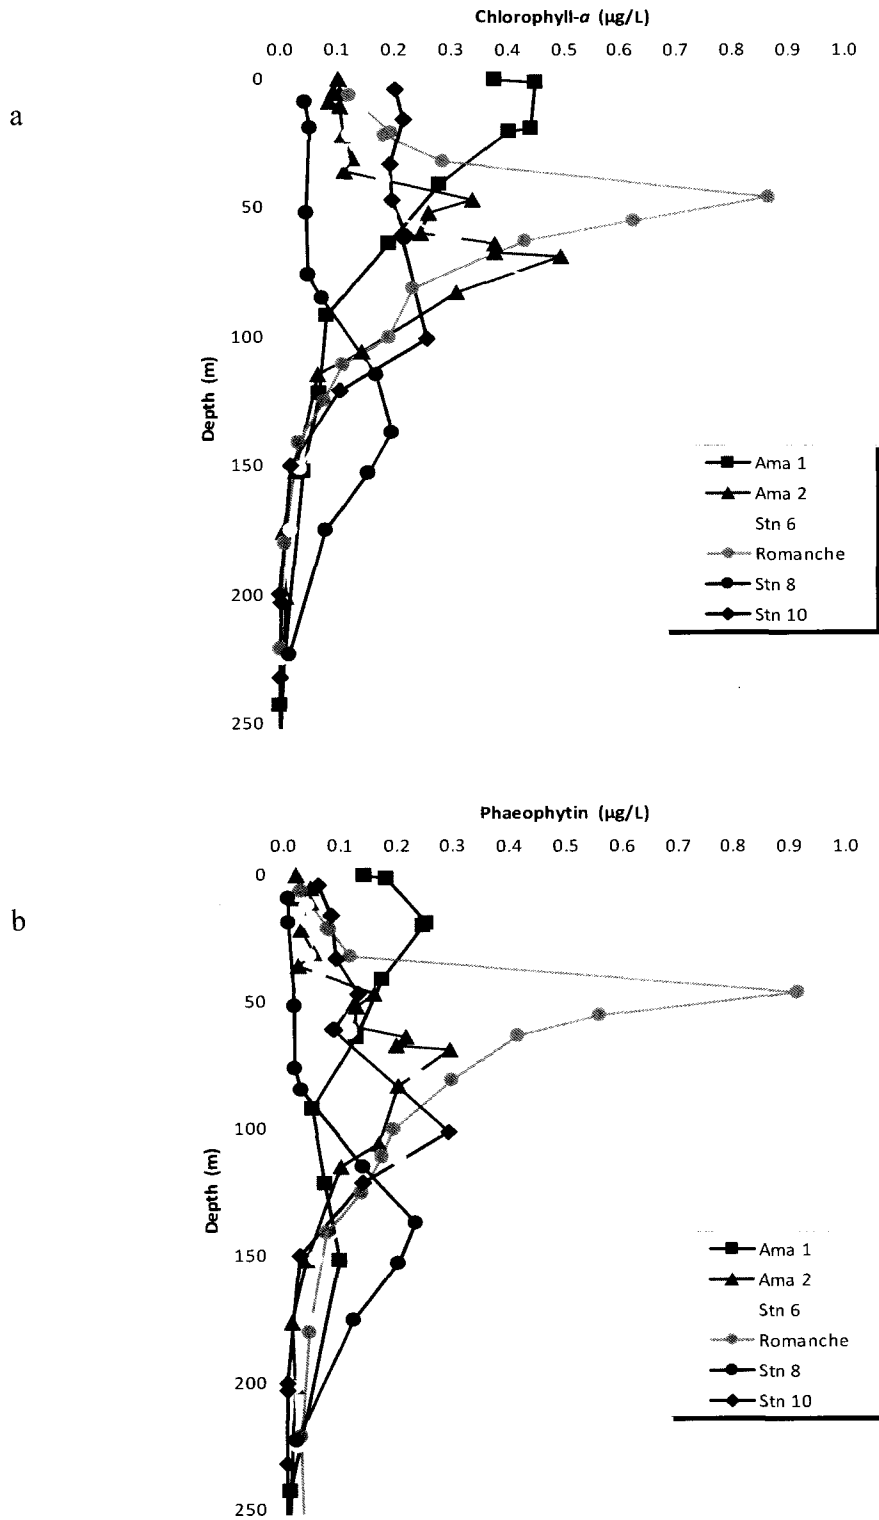 Chlorophyll-a (µg/L)
0.0 0.1 0.2 0.3 0.4 0.5 0.6 0.7 0.8 0.9 1.0
a
0
50
100
150
200
250
Depth (m)
Ama 1
Ama 2
Stn 6
Romanche
Stn 8
Stn 10
Phaeophytin (µg/L)
0.0 0.1 0.2 0.3 0.4 0.5 0.6 0.7 0.8 0.9 1.0
b
0
50
100
150
200
250
Depth (m)
Ama 1
Ama 2
Stn 6
Romanche
Stn 8
Stn 10